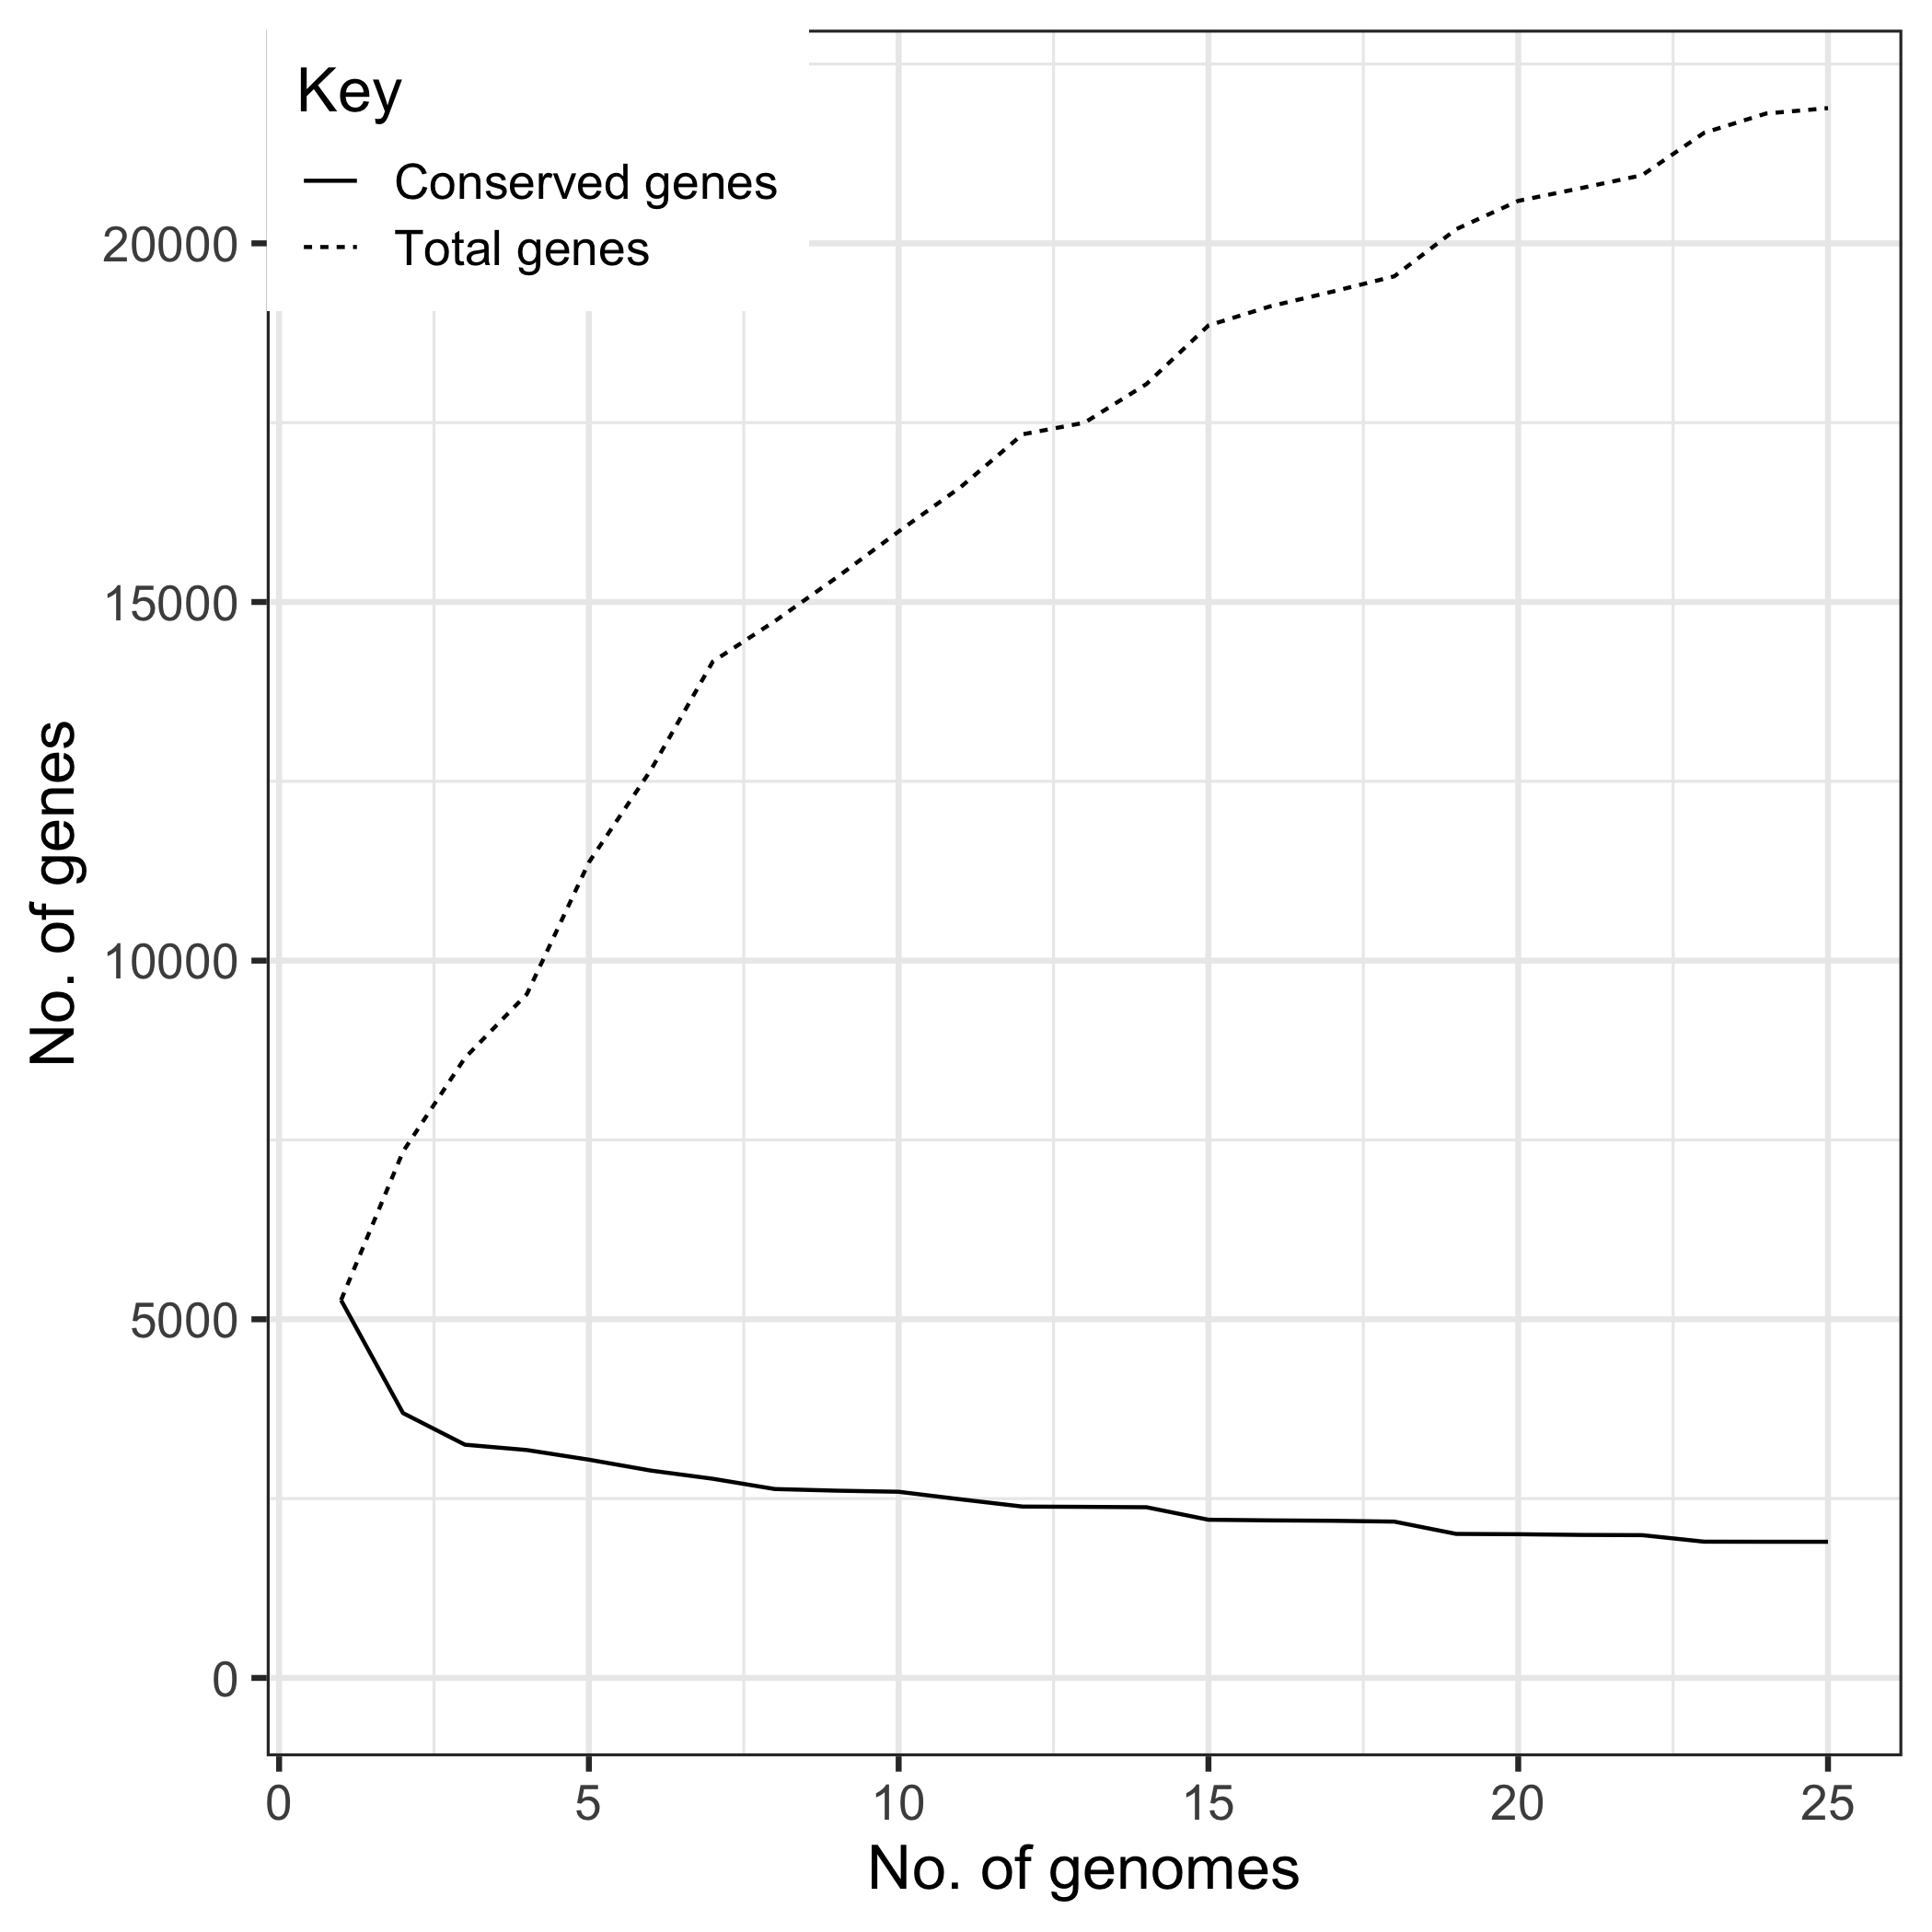 Key
Conserved genes
Total genes
20000
15000
10000
5000
0
No. of genes
0 5 10 15 20 25
No. of genomes